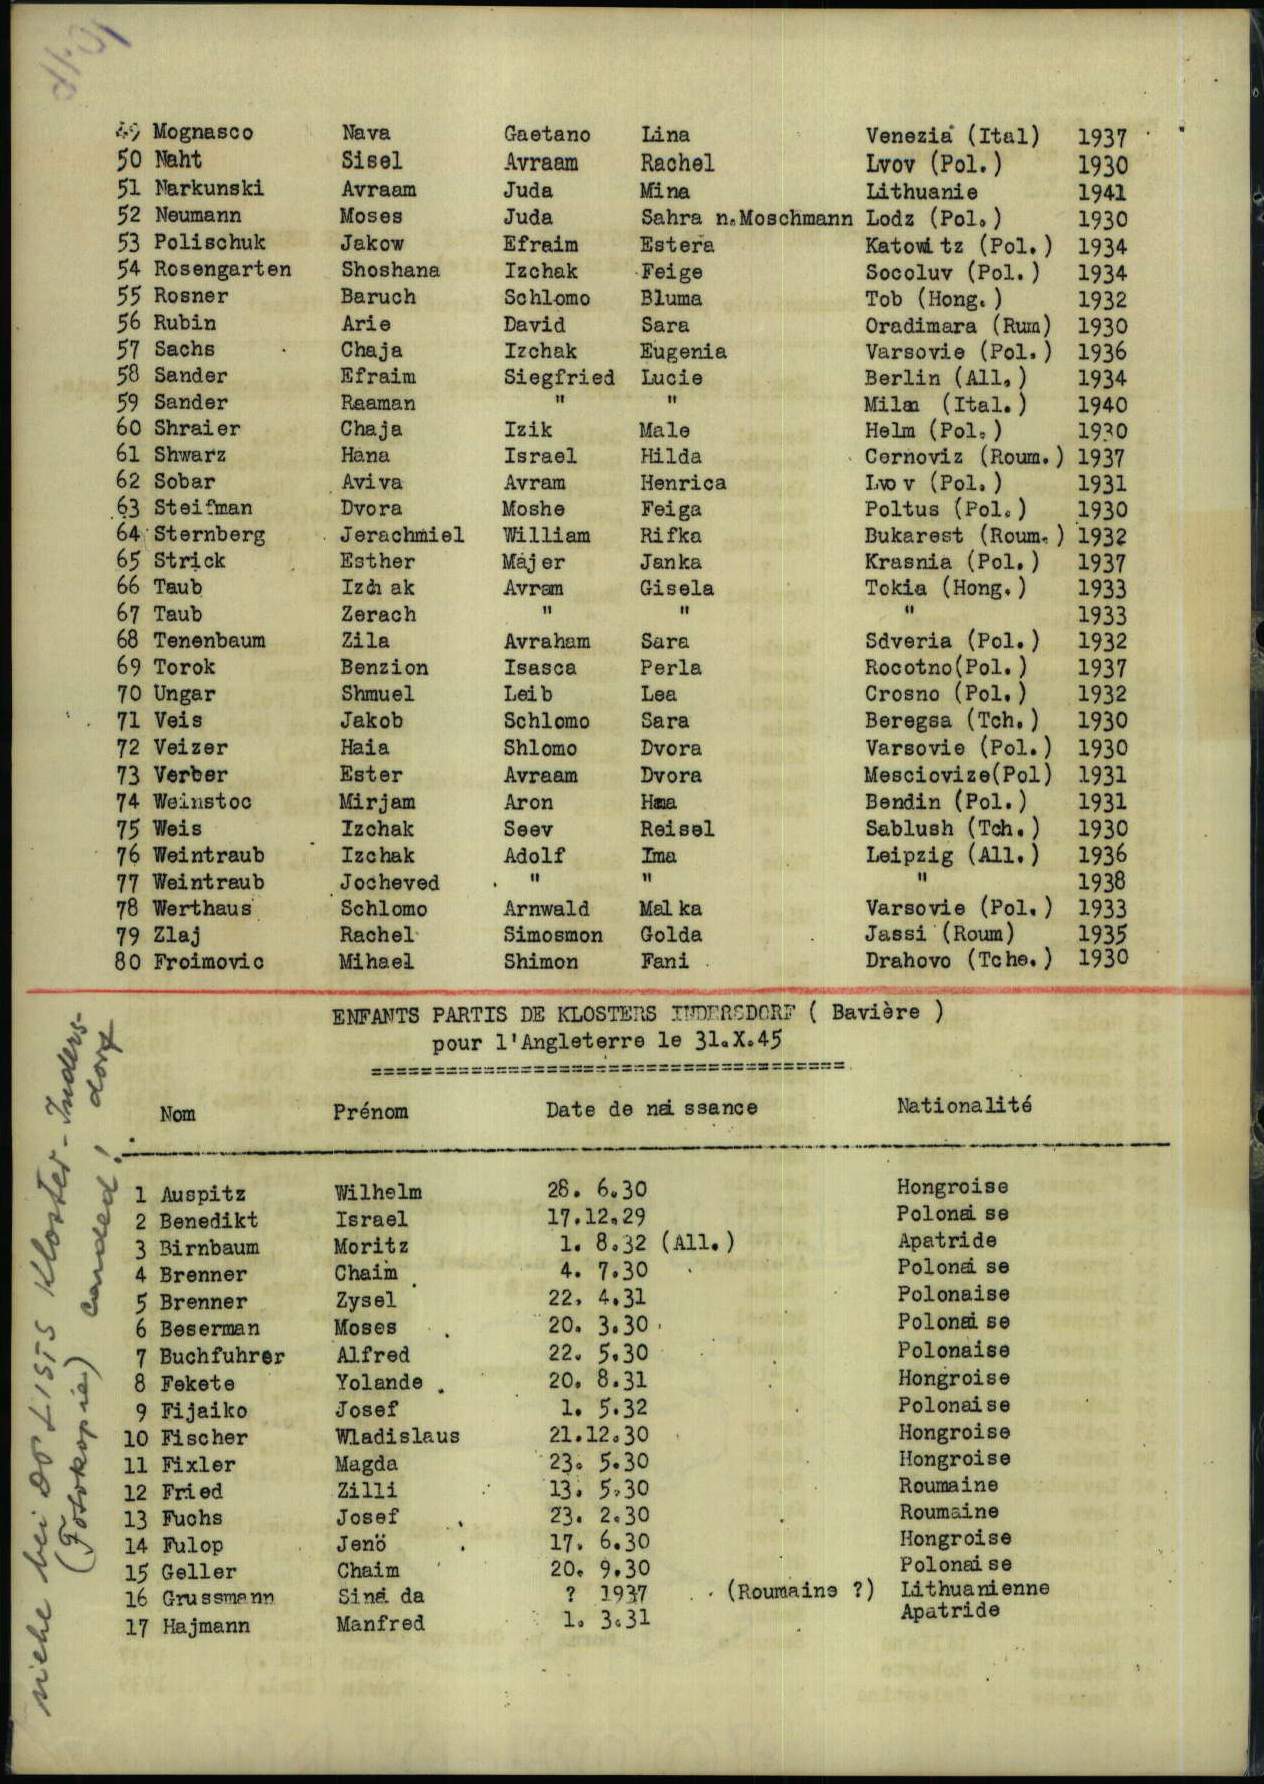 49 Mognasco Nava Gaetano Lina Venezia (Ital) 1937
50 Naht Sisel Avraam Rachel Lvov (Pol.) 1930
51 Narkunski Avraam Juda Mina Lithuanie 1941
52 Neumann Moses Juda Sahra n.Moschmann Lodz (Pol.) 1930
53 Polischuk Jakow Efraim Estera Katowitz (Pol.) 1934
54 Rosengarten Shoshana Izchak Feige Socoluv (Pol.) 1934
55 Rosner Baruch Schlomo Bluma Tob (Hong.) 1932
56 Rubin Arie David Sara Oradimara (Rum) 1930
57 Sachs Chaja Izchak Eugenia Varsovie (Pol.) 1936
58 Sander Efraim Siegfried Lucie Berlin (All.) 1934
59 Sander Raaman " " Milan (Ital.) 1940
60 Shraier Chaja Izik Male Helm (Pol.) 1930
61 Shwarz Hana Israel Hilda Cernoviz (Roum.) 1937
62 Sobar Aviva Avram Henrica Lvov (Pol.) 1931
63 Steifman Dvora Moshe Feiga Poltus (Pol.) 1930
64 Sternberg Jerachmiel William Rifka Bukarest (Roum.) 1932
65 Strick Esther Majer Janka Krasnia (Pol.) 1937
66 Taub Izchak Avram Gisela Tokia (Hong.) 1933
67 Taub Zerach " " " 1933
68 Tenenbaum Zila Avraham Sara Sdveria (Pol.) 1932
69 Torok Benzion Isasca Perla Rocotno(Pol.) 1937
70 Ungar Shmuel Leib Lea Crosno (Pol.) 1932
71 Veis Jakob Schlomo Sara Beregsa (Tch.) 1930
72 Veizer Haia Shlomo Dvora Varsovie (Pol.) 1930
73 Verber Ester Avraam Dvora Mesciovize(Pol) 1931
74 Weinstoc Mirjam Aron Hana Bendin (Pol.) 1931
75 Weis Izchak Seev Reisel Sablush (Tch.) 1930
76 Weintraub Izchak Adolf Ima Leipzig (All.) 1936
77 Weintraub Jocheved " " " 1938
78 Werthaus Schlomo Arnwald Malka Varsovie (Pol.) 1933
79 Zlaj Rachel Simosmon Golda Jassi (Roum) 1935
80 Froimovic Mihael Shimon Fani Drahovo (Tche.) 1930
ENFANTS PARTIS DE KLOSTERS INDERSDORF ( Bavière )
pour l'Angleterre le 31.X.45
======================================
Nom Prénom Date de naissance Nationalité
1 Auspitz Wilhelm 28. 6.30 Hongroise
2 Benedikt Israel 17.12.29 Polonaise
3 Birnbaum Moritz 1. 8.32 (All.) Apatride
4 Brenner Chaim 4. 7.30 Polonaise
5 Brenner Zysel 22. 4.31 Polonaise
6 Beserman Moses 20. 3.30 Polonaise
7 Buchfuhrer Alfred 22. 5.30 Polonaise
8 Fekete Yolande 20. 8.31 Hongroise
9 Fijaiko Josef 1. 5.32 Polonaise
10 Fischer Wladislaus 21.12.30 Hongroise
11 Fixler Magda 23. 5.30 Hongroise
12 Fried Zilli 13. 5.30 Roumaine
13 Fuchs Josef 23. 2.30 Roumaine
14 Fulop Jenö 17. 6.30 Hongroise
15 Geller Chaim 20. 9.30 Polonaise
16 Grussmann Sinaida ? 1937 (Roumaine ?) Lithuanienne
17 Hajmann Manfred 1. 3.31 Apatride
siehe bei DP LISTS Kloster-Inders-
dorf
(Fotokopie) carded!